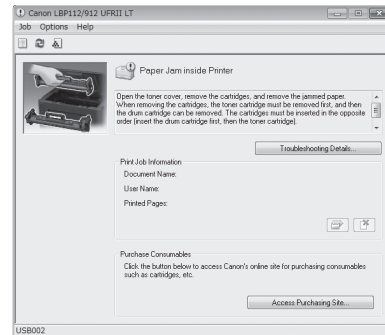 Canon LBP112/912 UFRII LT
Job Options Help
Paper Jam inside Printer
Open the toner cover, remove the cartridges, and remove the jammed paper.
When removing the cartridges, the toner cartridge must be removed first, and then
the drum cartridge can be removed. The cartridges must be inserted in the opposite
order (insert the drum cartridge first, then the toner cartridge).
Troubleshooting Details...
Print Job Information
Document Name:
User Name:
Printed Pages:
Purchase Consumables
Click the button below to access Canon's online site for purchasing consumables
such as cartridges, etc.
Access Purchasing Site...
USB002